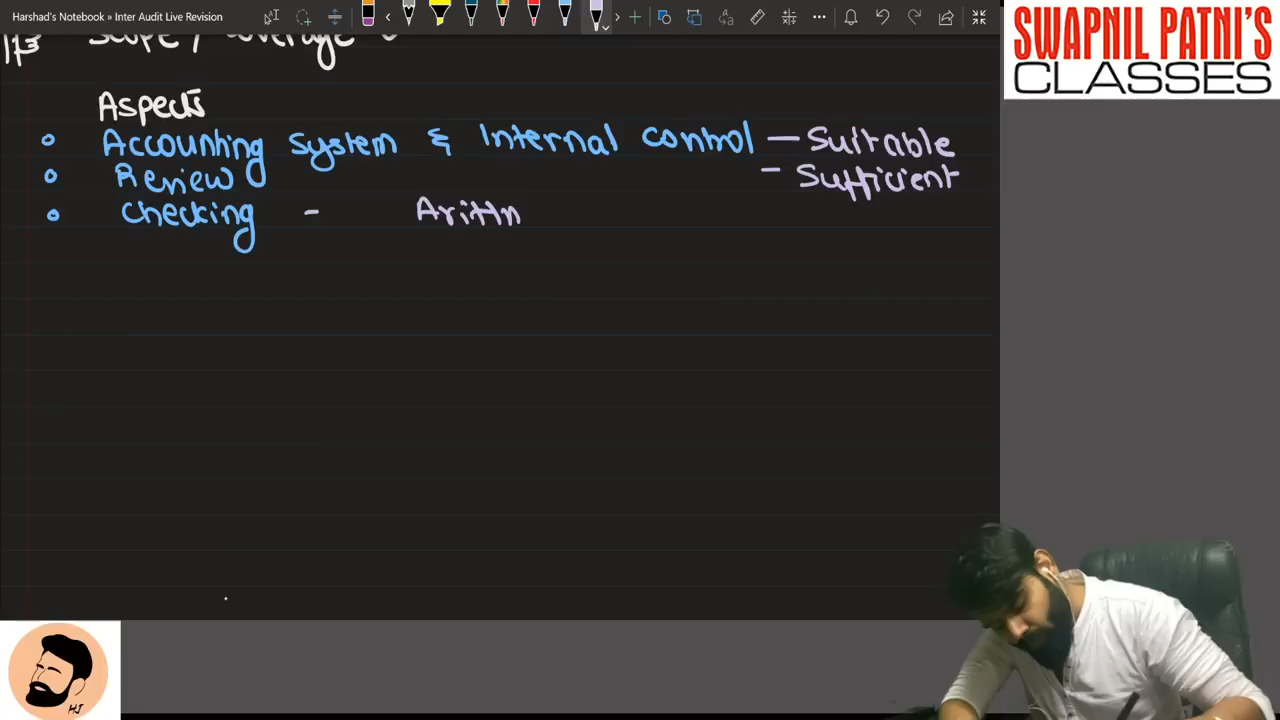 Harshad's Notebook » Inter Audit Live Revision
SWAPNIL PATNI'S
CLASSES
Aspects
Accounting System & Internal control — Suitable
Review – Sufficient
Checking - Arithm
HJ